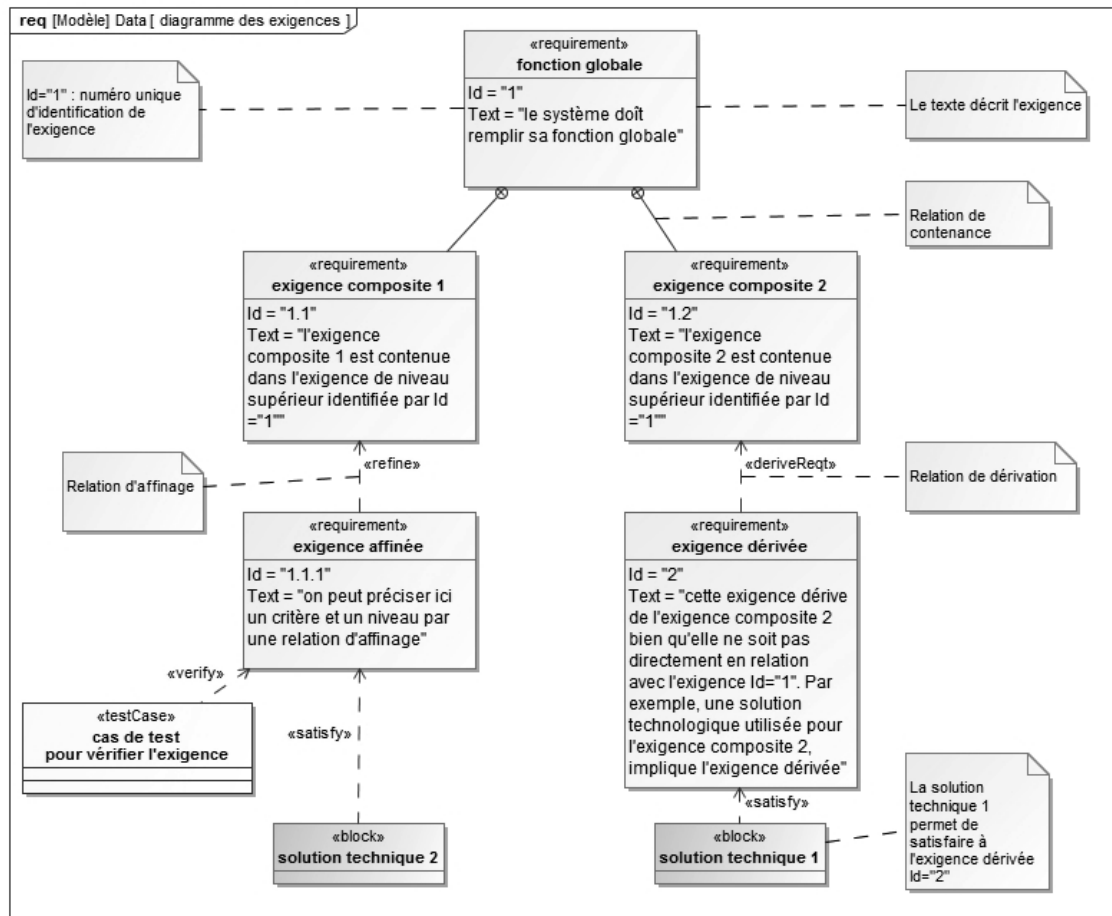 req [Modèle] Data [ diagramme des exigences ]
«requirement»
fonction globale
Id = "1"
Text = "le système doît
remplir sa fonction globale"
Id="1" : numéro unique
d'identification de
l'exigence
Le texte décrit l'exigence
Relation de
contenance
«requirement»
exigence composite 1
Id = "1.1"
Text = "l'exigence
composite 1 est contenue
dans l'exigence de niveau
supérieur identifiée par Id
="1""
«requirement»
exigence composite 2
Id = "1.2"
Text = "l'exigence
composite 2 est contenue
dans l'exigence de niveau
supérieur identifiée par Id
="1""
«refine»
Relation d'affinage
«deriveReqt»
Relation de dérivation
«requirement»
exigence affinée
Id = "1.1.1"
Text = "on peut préciser ici
un critère et un niveau par
une relation d'affinage"
«requirement»
exigence dérivée
Id = "2"
Text = "cette exigence dérive
de l'exigence composite 2
bien qu'elle ne soit pas
directement en relation
avec l'exigence Id="1". Par
exemple, une solution
technologique utilisée pour
l'exigence composite 2,
implique l'exigence dérivée"
«verify»
«testCase»
cas de test
pour vérifier l'exigence
«satisfy»
«satisfy»
«block»
solution technique 2
«block»
solution technique 1
La solution
technique 1
permet de
satisfaire à
l'exigence dérivée
Id="2"